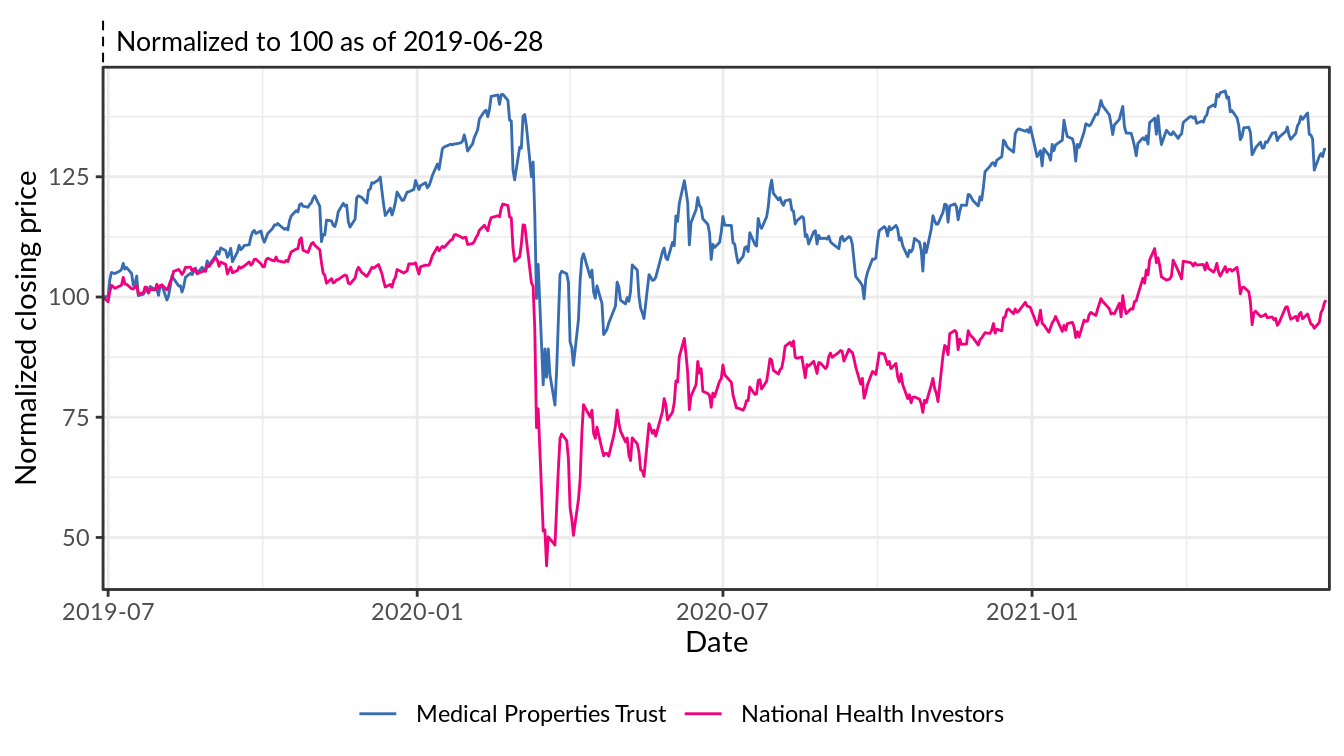 Normalized to 100 as of 2019-06-28
Normalized closing price
125
100
75
50
2019-07 2020-01 2020-07 2021-01
Date
Medical Properties Trust National Health Investors